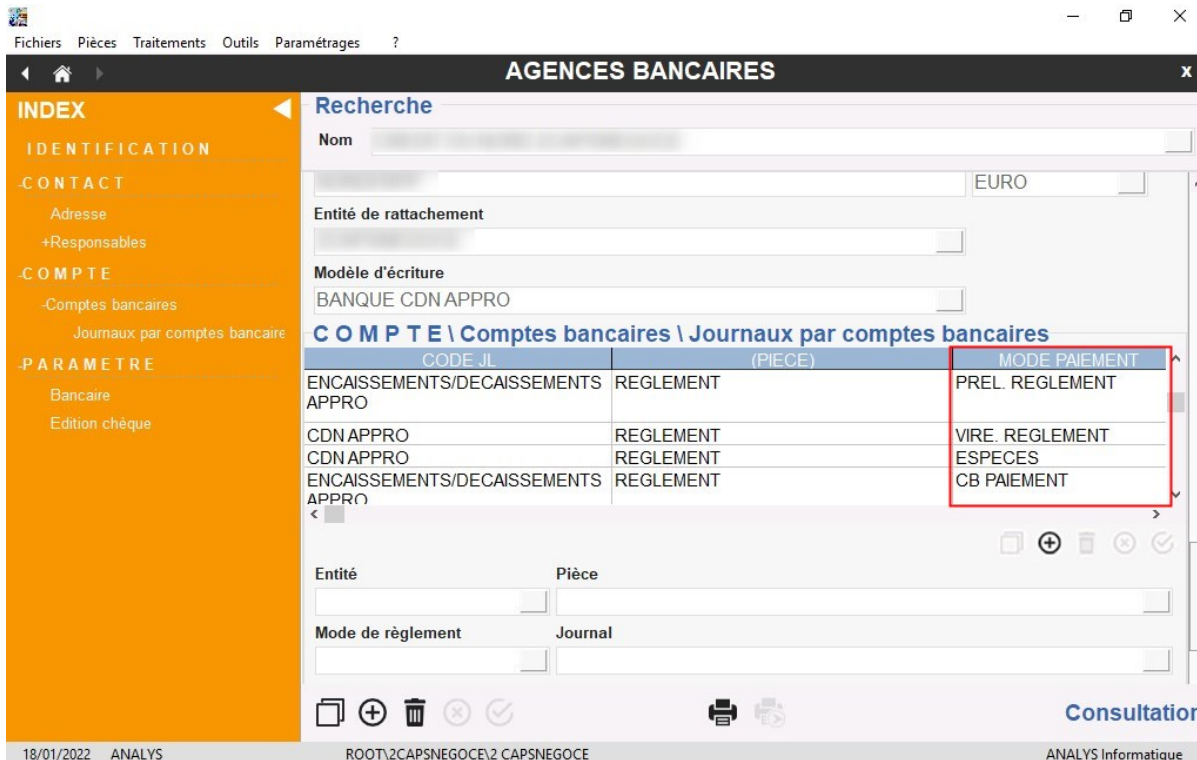 Fichiers Pièces Traitements Outils Paramétrages ?
AGENCES BANCAIRES x
INDEX
IDENTIFICATION
-CONTACT
Adresse
+Responsables
-COMPTE
-Comptes bancaires
Journaux par comptes bancaire
-PARAMETRE
Bancaire
Edition chèque
Recherche
Nom
EURO
Entité de rattachement
Modèle d'écriture
BANQUE CDN APPRO
COMPTE \ Comptes bancaires \ Journaux par comptes bancaires
CODE JL (PIECE) MODE PAIEMENT
ENCAISSEMENTS/DECAISSEMENTS REGLEMENT PREL. REGLEMENT
APPRO
CDN APPRO REGLEMENT VIRE. REGLEMENT
CDN APPRO REGLEMENT ESPECES
ENCAISSEMENTS/DECAISSEMENTS REGLEMENT CB PAIEMENT
APPRO
Entité Pièce
Mode de règlement Journal
Consultation
18/01/2022 ANALYS ROOT\2CAPSNEGOCE\2 CAPSNEGOCE ANALYS Informatique